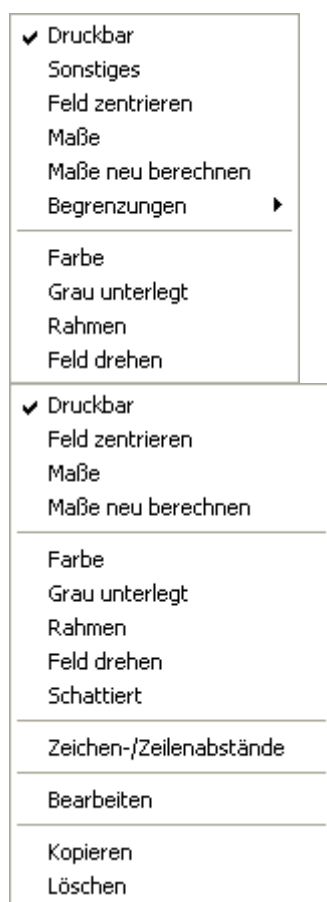 Druckbar
Sonstiges
Feld zentrieren
Maße
Maße neu berechnen
Begrenzungen
Farbe
Grau unterlegt
Rahmen
Feld drehen
Druckbar
Feld zentrieren
Maße
Maße neu berechnen
Farbe
Grau unterlegt
Rahmen
Feld drehen
Schattiert
Zeichen-/Zeilenabstände
Bearbeiten
Kopieren
Löschen